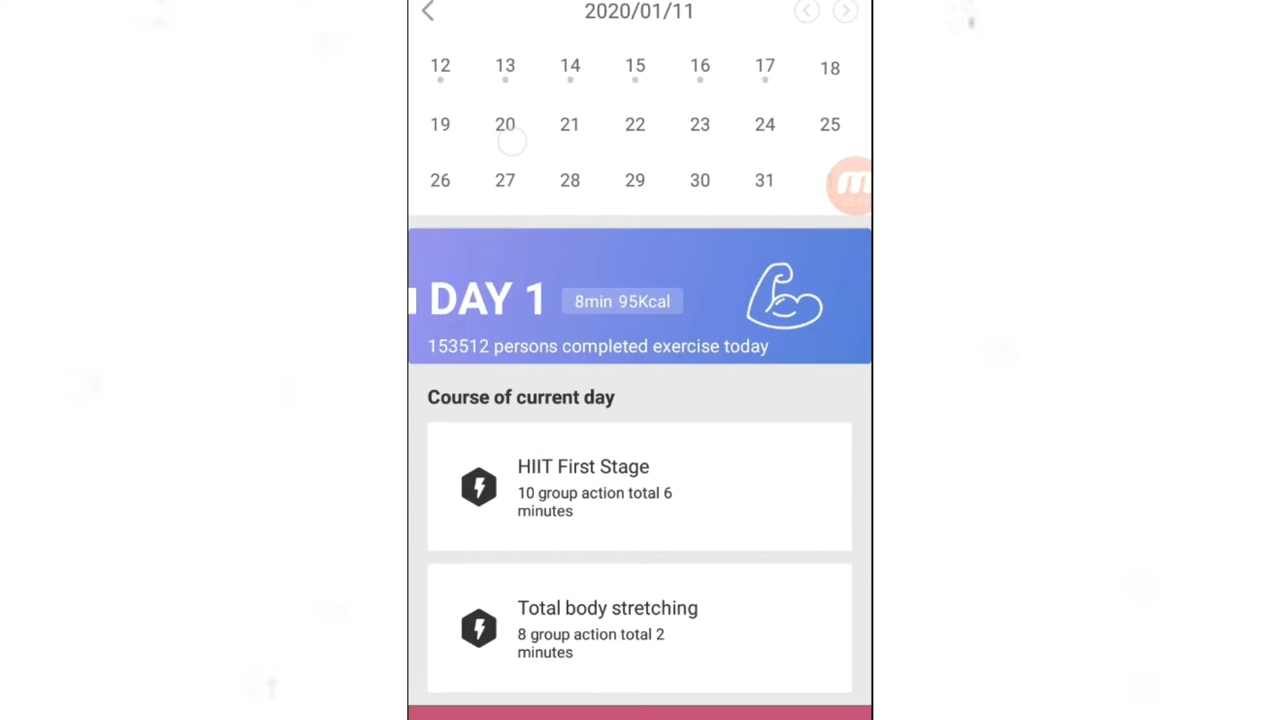 2020/01/11
12 13 14 15 16 17 18
19 20 21 22 23 24 25
26 27 28 29 30 31
DAY 1 8min 95Kcal
153512 persons completed exercise today
Course of current day
HIIT First Stage
10 group action total 6
minutes
Total body stretching
8 group action total 2
minutes